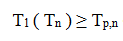 T₁ ( Tₙ ) ≥ Tₚ,ₙ